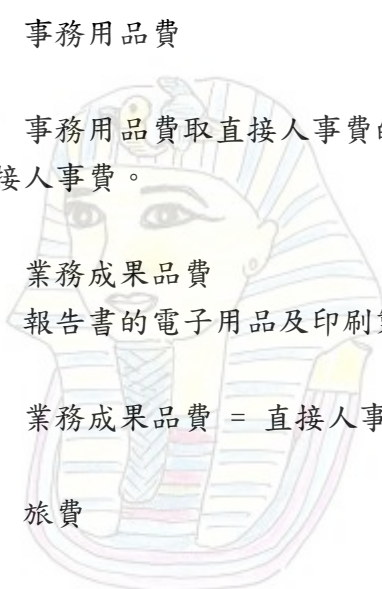 事務用品費
事務用品費取直接人事費的
接人事費。
業務成果品費
報告書的電子用品及印刷
業務成果品費 = 直接人事
旅費